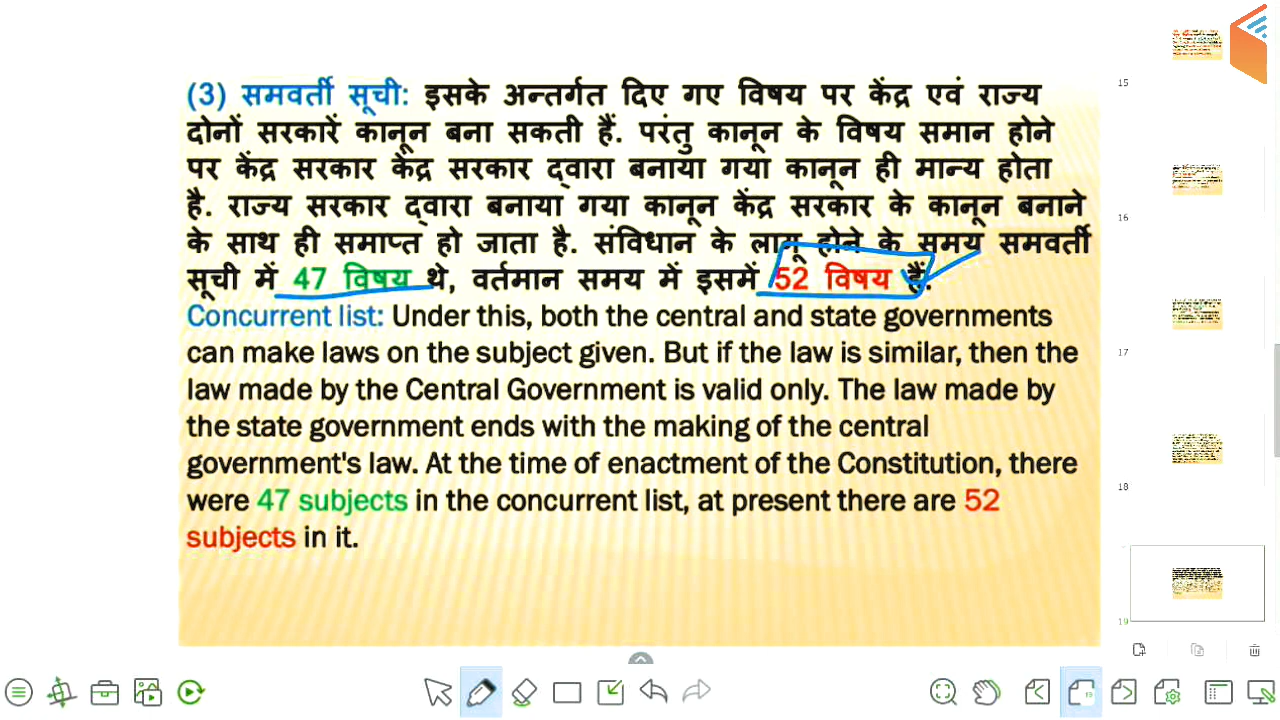 (3) समवर्ती सूची: इसके अन्तर्गत दिए गए विषय पर केंद्र एवं राज्य
दोनों सरकारें कानून बना सकती हैं. परंतु कानून के विषय समान होने
पर केंद्र सरकार केंद्र सरकार द्वारा बनाया गया कानून ही मान्य होता
है. राज्य सरकार द्वारा बनाया गया कानून केंद्र सरकार के कानून बनाने
के साथ ही समाप्त हो जाता है. संविधान के लागू होने के समय समवर्ती
सूची में 47 विषय थे, वर्तमान समय में इसमें 52 विषय हैं.
Concurrent list: Under this, both the central and state governments
can make laws on the subject given. But if the law is similar, then the
law made by the Central Government is valid only. The law made by
the state government ends with the making of the central
government's law. At the time of enactment of the Constitution, there
were 47 subjects in the concurrent list, at present there are 52
subjects in it.
15
16
17
18
19